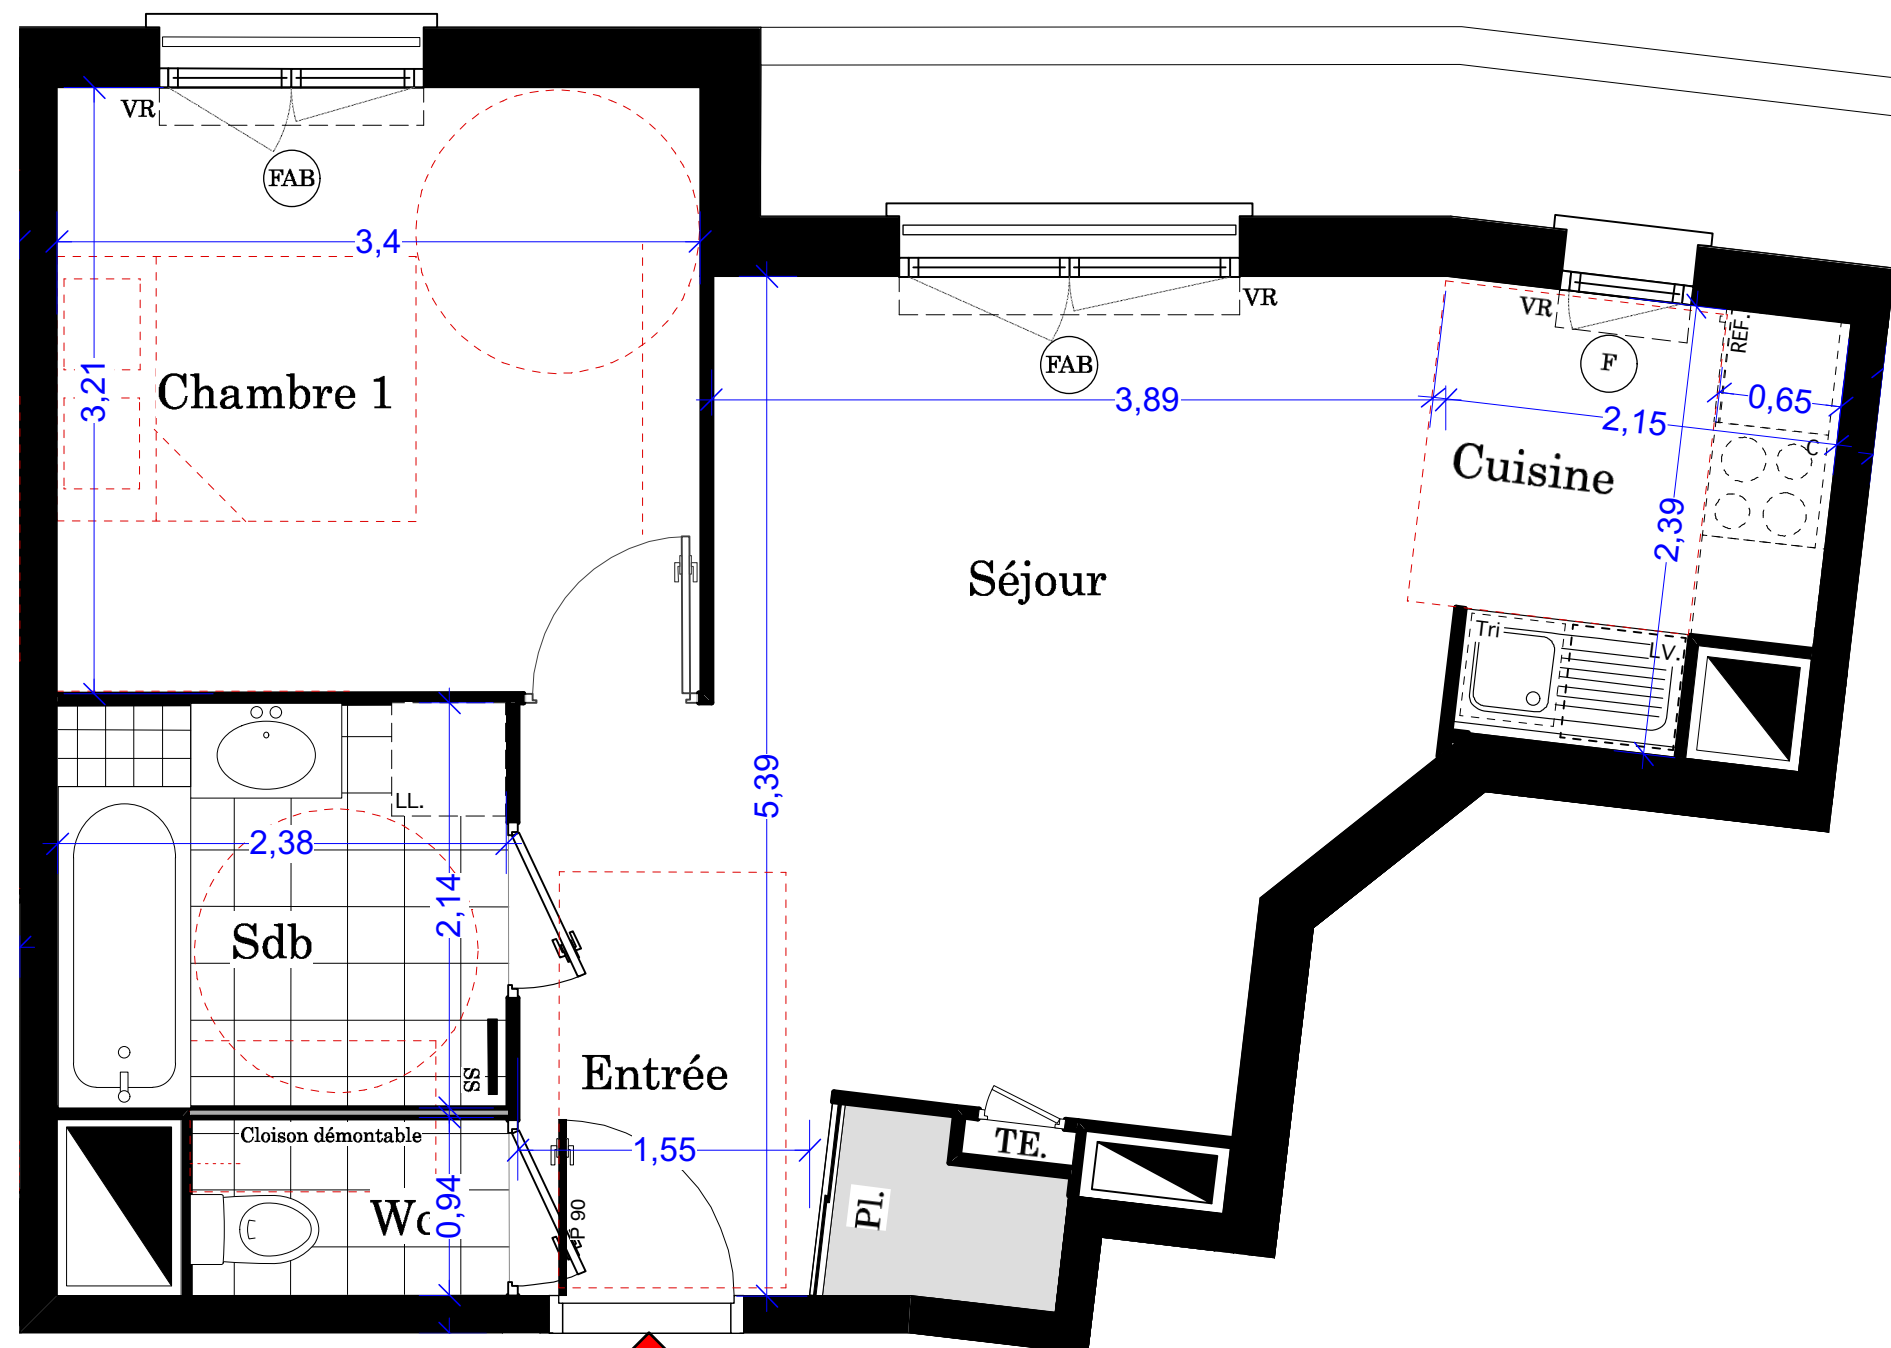 VR
FAB
3,4
3,21
Chambre 1
VR
FAB
3,89
VR
F
REF.
0,65
2,15
C
Cuisine
2,39
Séjour
Tri
LV.
LL.
2,38
2,14
5,39
Sdb
SS
Entrée
Cloison démontable
1,55
TE.
Pl.
0,94
P 90